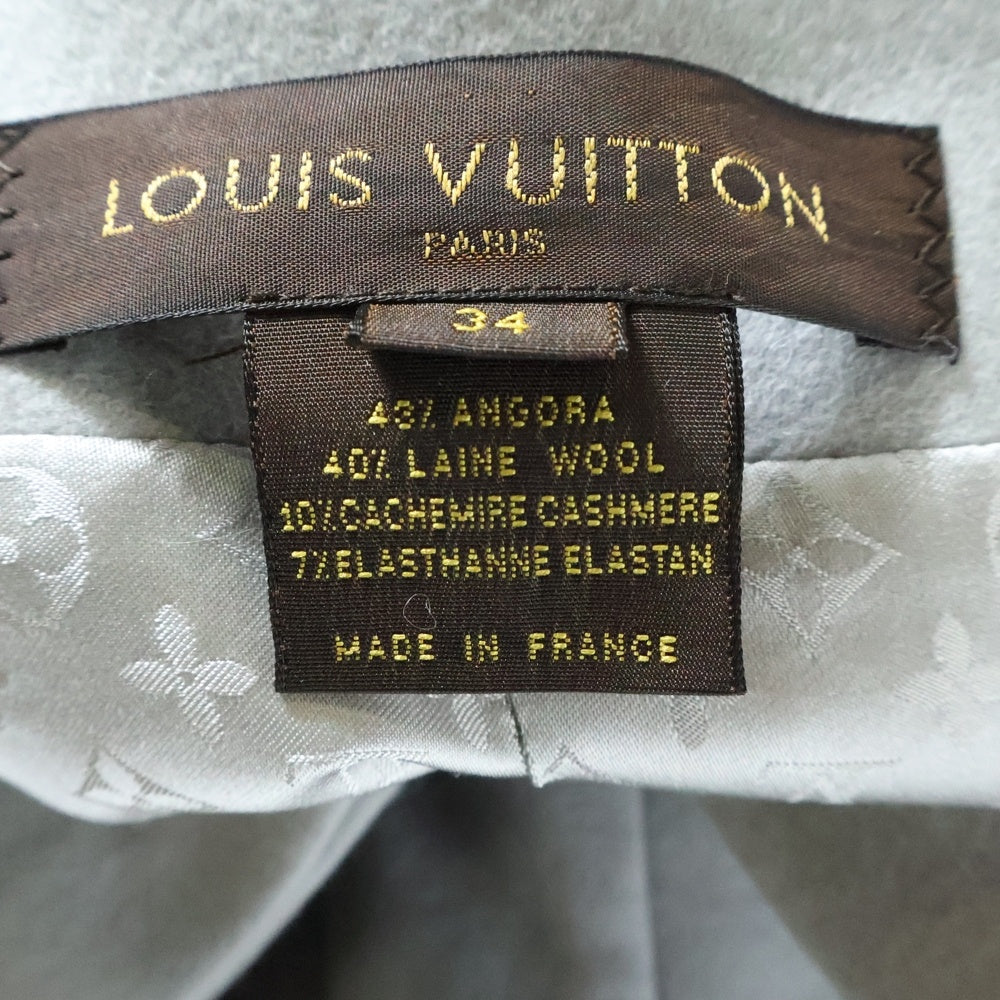 LOUIS VUITTON
PARIS
34
43% ANGORA
40% LAINE WOOL
10% CACHEMIRE CASHMERE
7% ELASTHANNE ELASTAN
MADE IN FRANCE